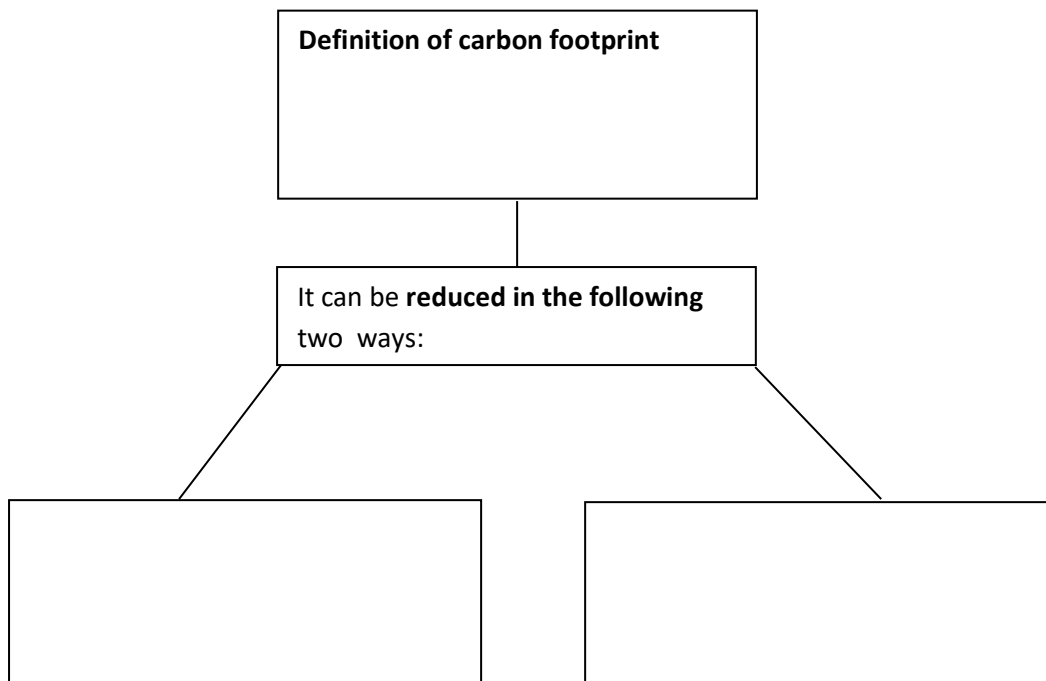 Definition of carbon footprint
It can be reduced in the following
two ways: